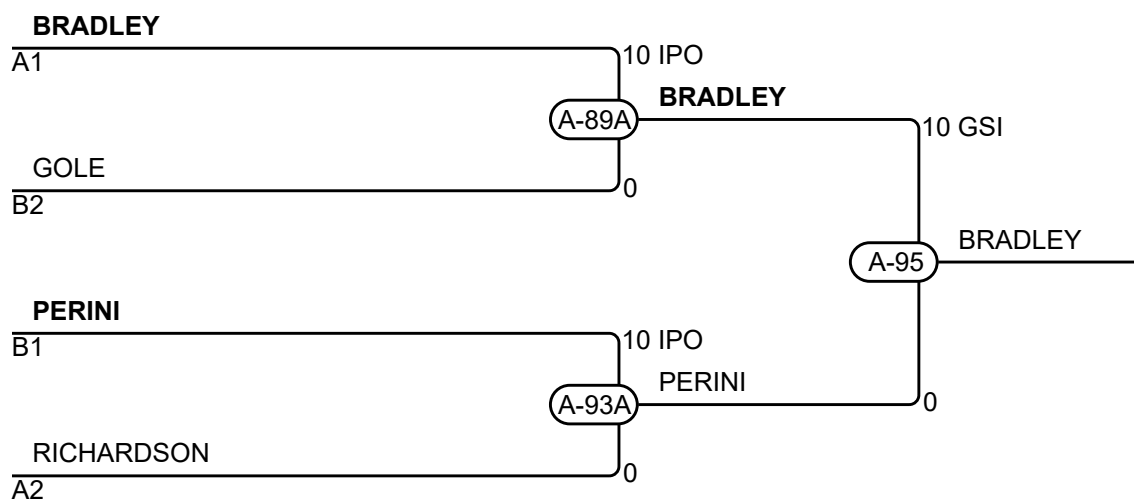 BRADLEY
A1
10 IPO
A-89A
BRADLEY
10 GSI
GOLE
B2
0
A-95
BRADLEY
PERINI
B1
10 IPO
A-93A
PERINI
0
RICHARDSON
A2
0